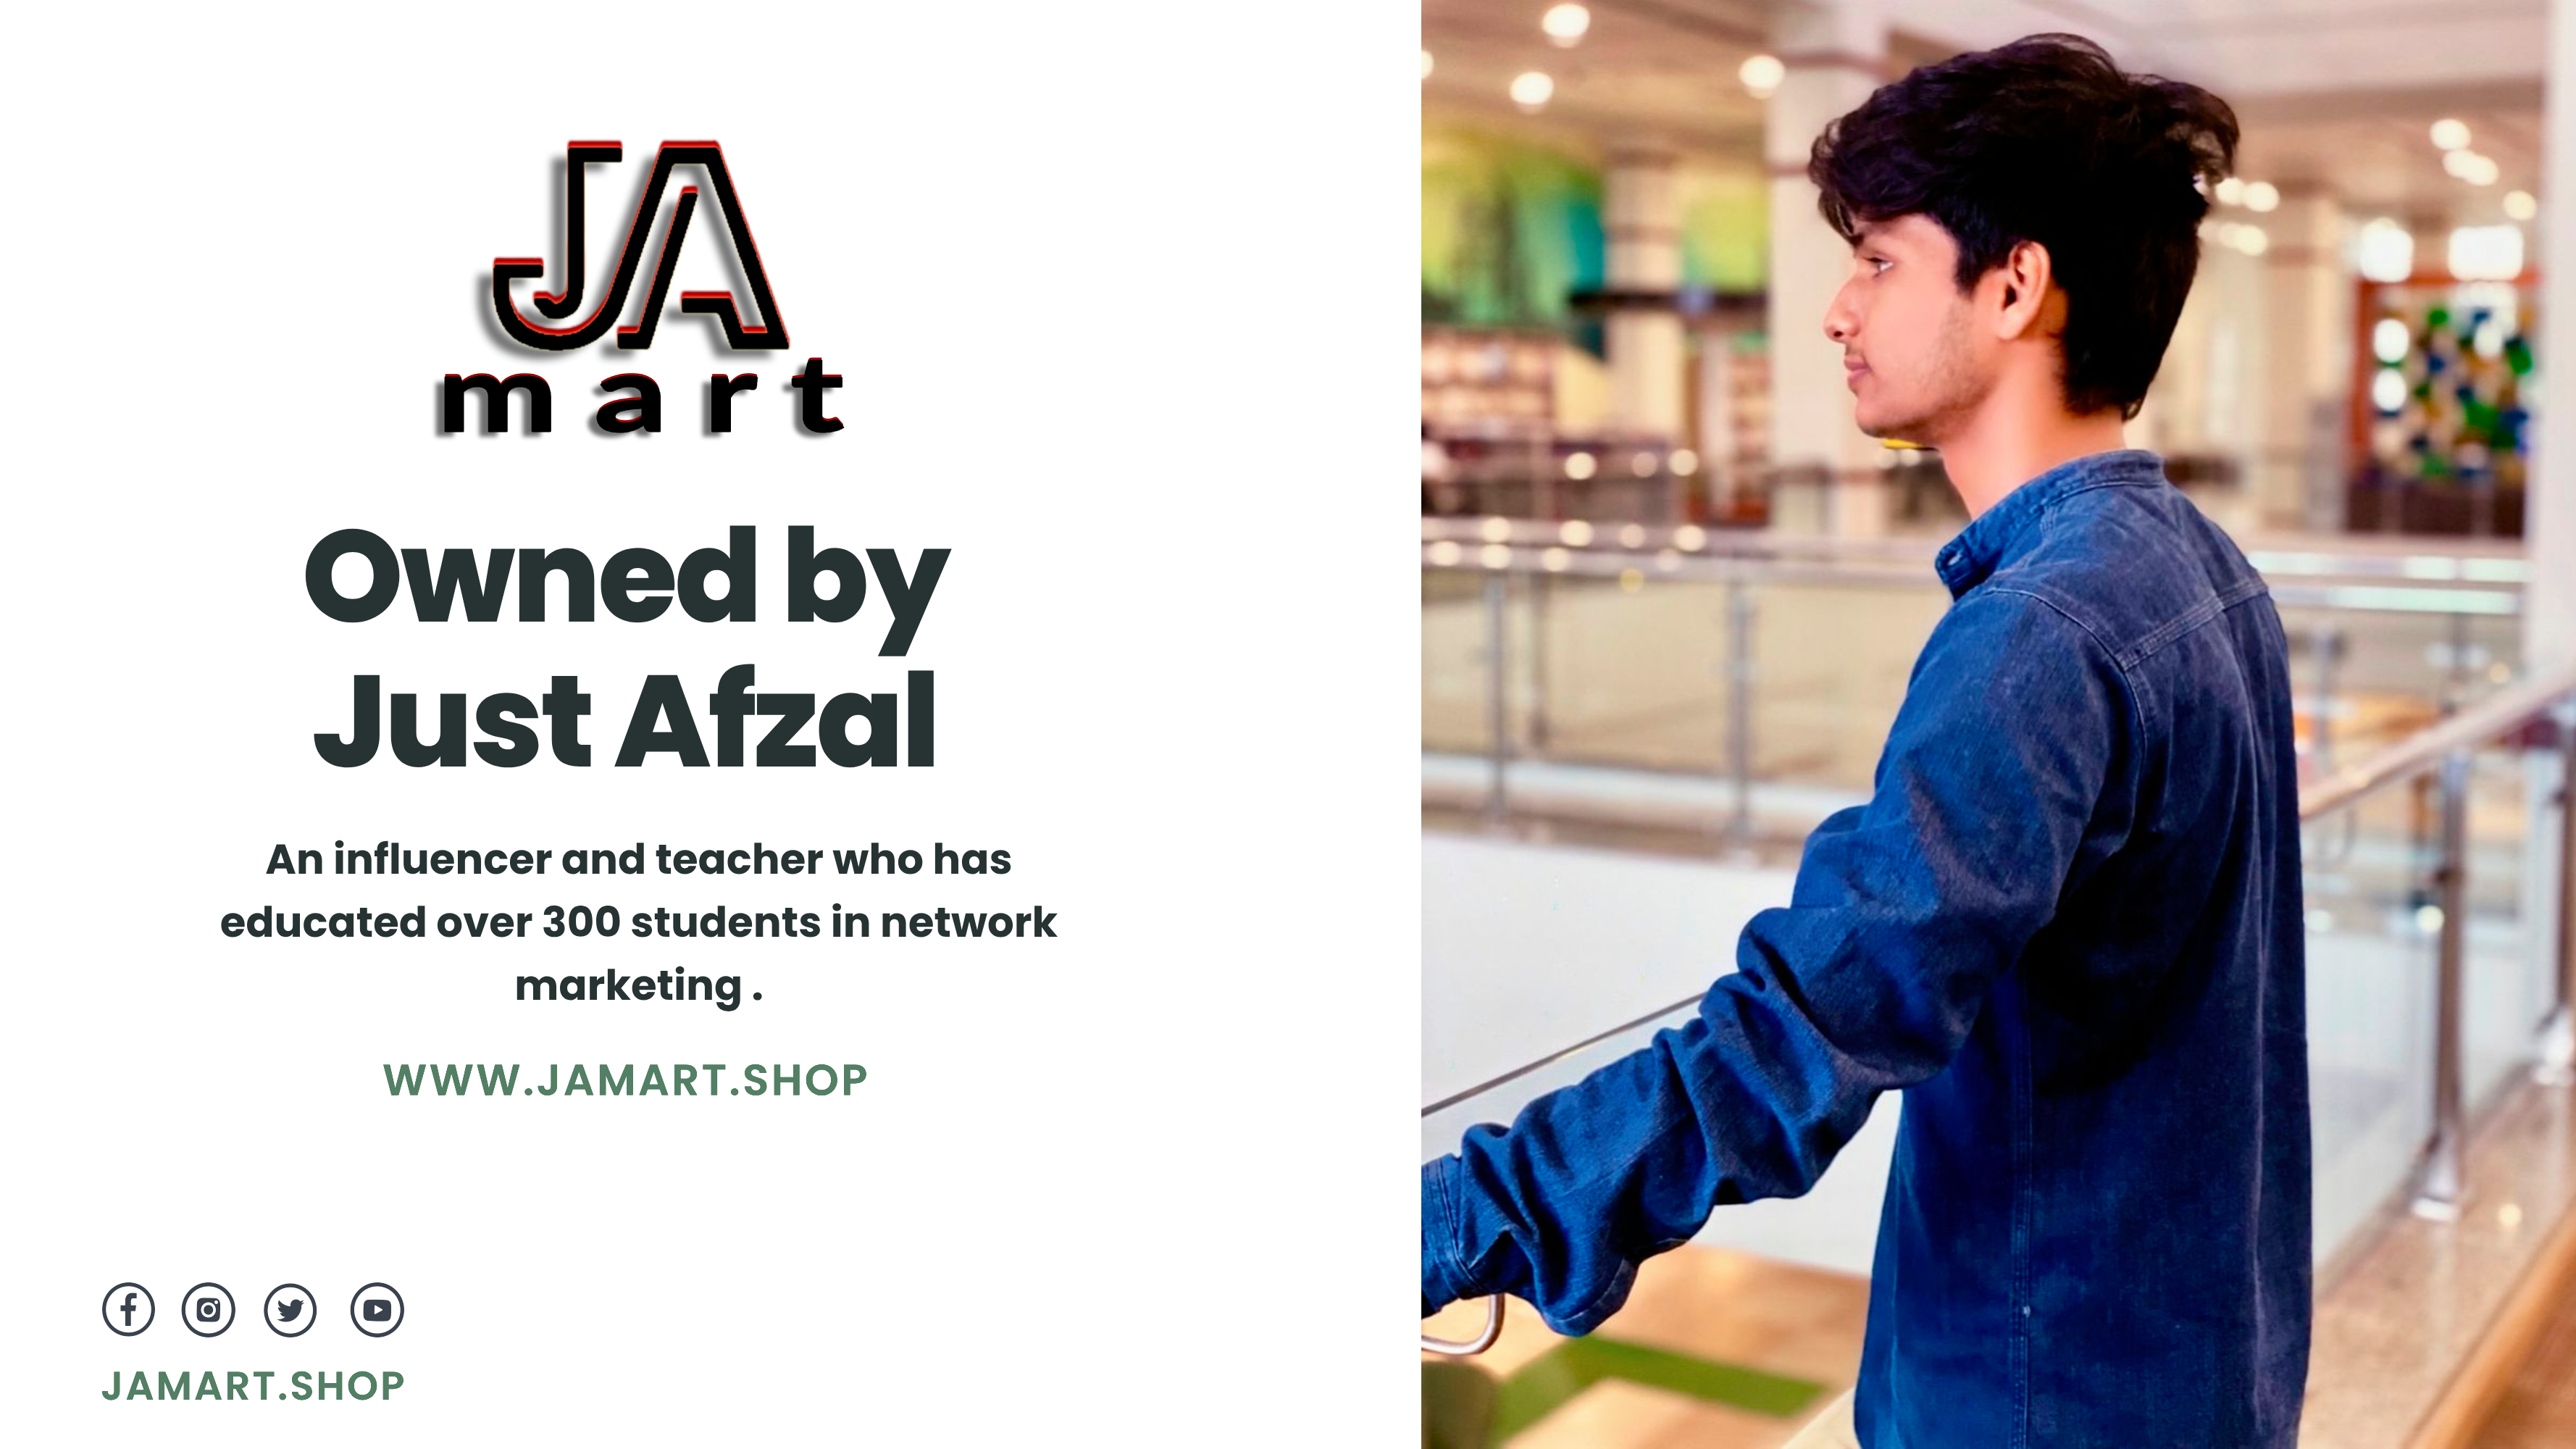 JA
mart
Owned by
Just Afzal
An influencer and teacher who has
educated over 300 students in network
marketing .
WWW.JAMART.SHOP
JAMART.SHOP